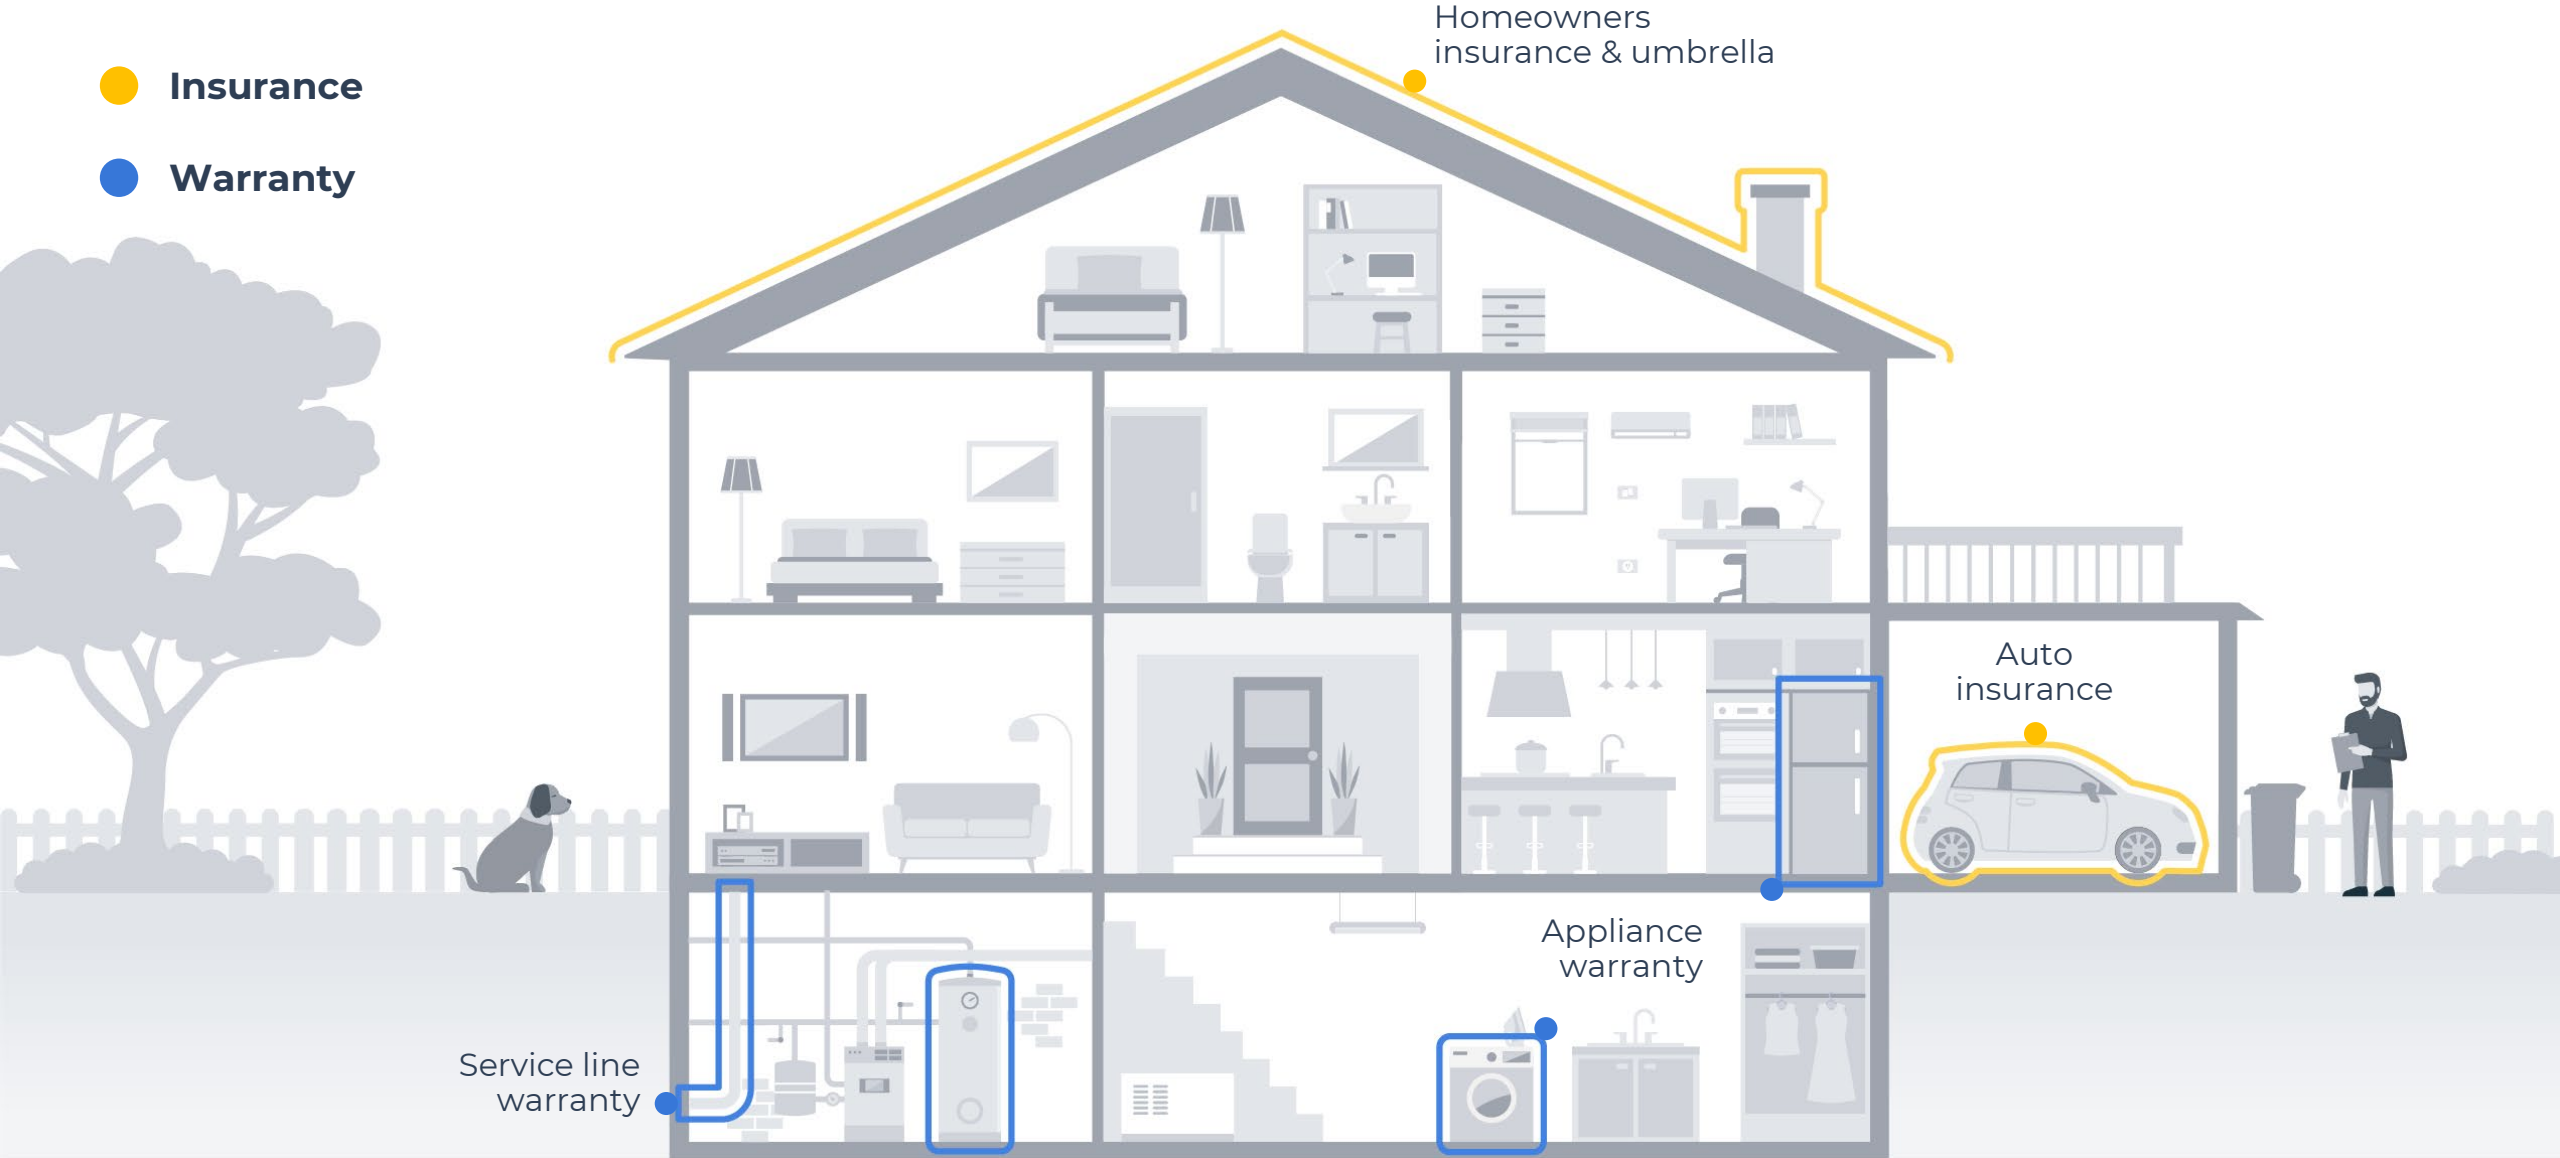 Homeowners
insurance & umbrella
Insurance
Warranty
Auto
insurance
Appliance
warranty
Service line
warranty